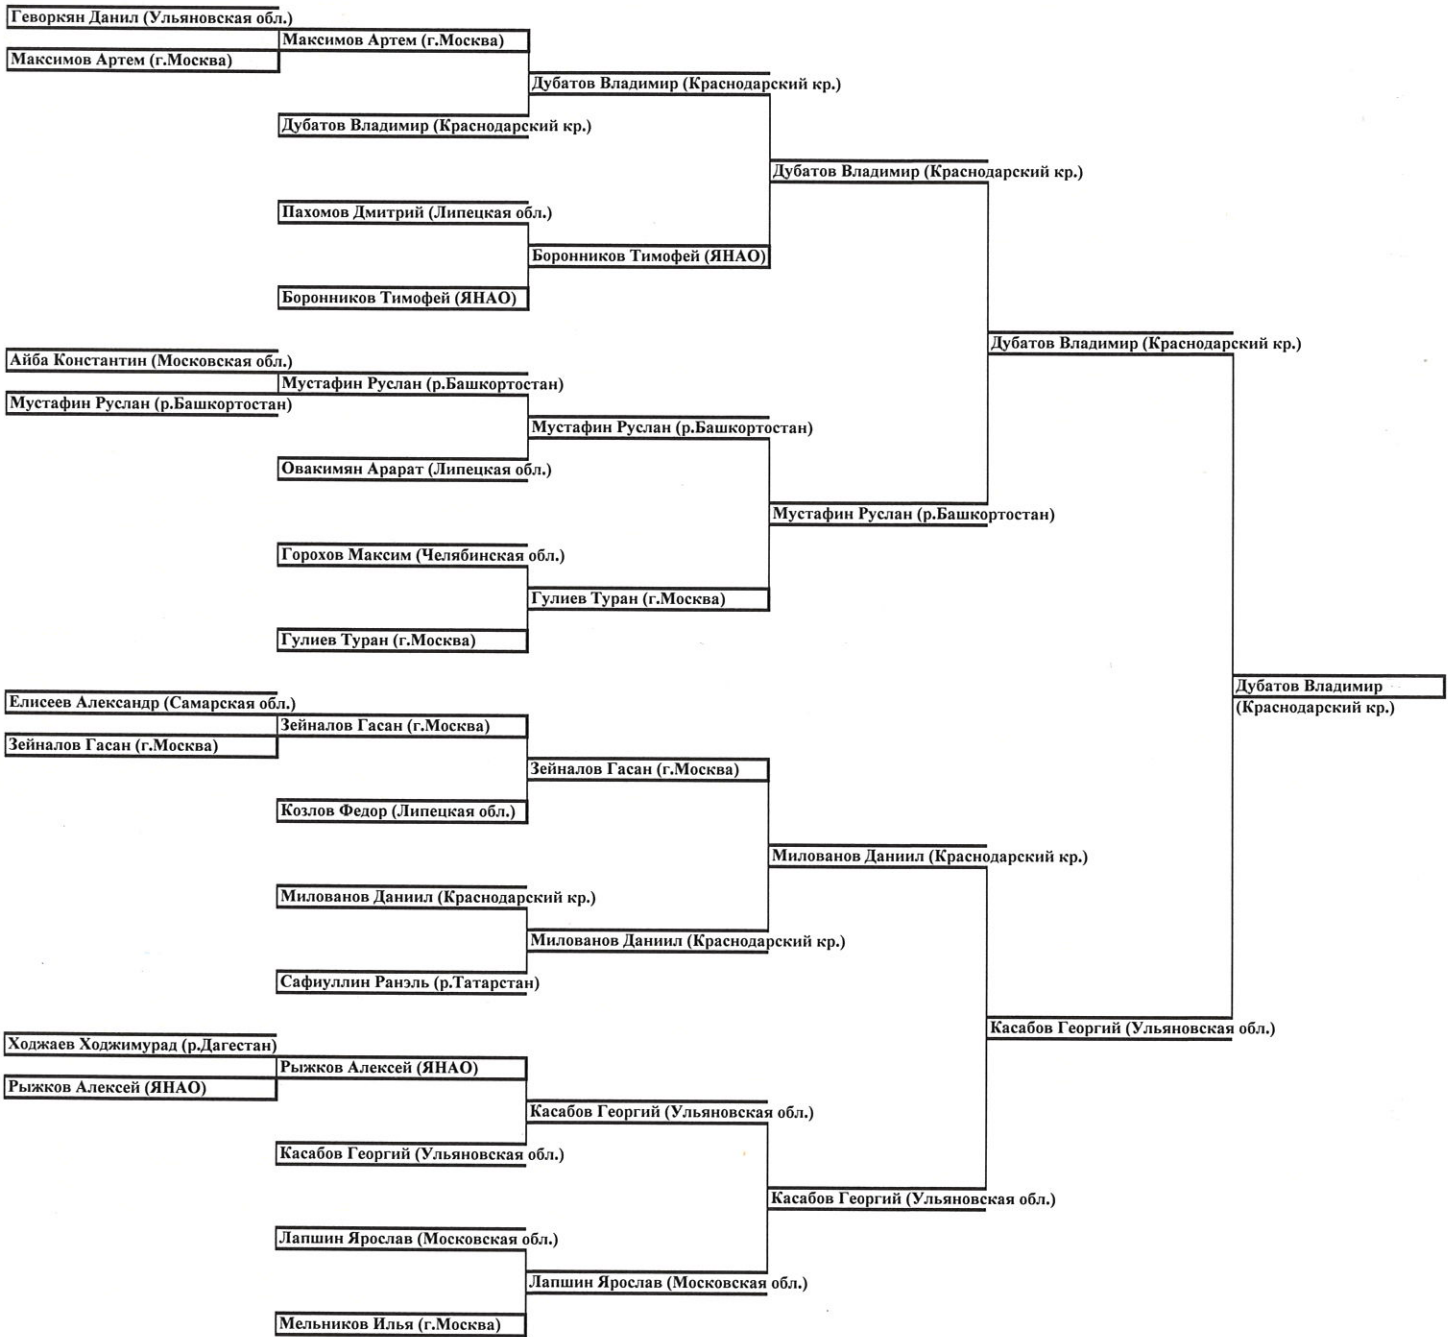 Геворкян Данил (Ульяновская обл.)
Максимов Артем (г.Москва)
Максимов Артем (г.Москва)
Дубатов Владимир (Краснодарский кр.)
Дубатов Владимир (Краснодарский кр.)
Дубатов Владимир (Краснодарский кр.)
Пахомов Дмитрий (Липецкая обл.)
Боронников Тимофей (ЯНАО)
Боронников Тимофей (ЯНАО)
Дубатов Владимир (Краснодарский кр.)
Айба Константин (Московская обл.)
Мустафин Руслан (р.Башкортостан)
Мустафин Руслан (р.Башкортостан)
Мустафин Руслан (р.Башкортостан)
Овакимян Арарат (Липецкая обл.)
Мустафин Руслан (р.Башкортостан)
Горохов Максим (Челябинская обл.)
Гулиев Туран (г.Москва)
Гулиев Туран (г.Москва)
Дубатов Владимир
(Краснодарский кр.)
Елисеев Александр (Самарская обл.)
Зейналов Гасан (г.Москва)
Зейналов Гасан (г.Москва)
Зейналов Гасан (г.Москва)
Козлов Федор (Липецкая обл.)
Милованов Даниил (Краснодарский кр.)
Милованов Даниил (Краснодарский кр.)
Милованов Даниил (Краснодарский кр.)
Сафиуллин Ранэль (р.Татарстан)
Касабов Георгий (Ульяновская обл.)
Ходжаев Ходжимурад (р.Дагестан)
Рыжков Алексей (ЯНАО)
Рыжков Алексей (ЯНАО)
Касабов Георгий (Ульяновская обл.)
Касабов Георгий (Ульяновская обл.)
Касабов Георгий (Ульяновская обл.)
Лапшин Ярослав (Московская обл.)
Лапшин Ярослав (Московская обл.)
Мельников Илья (г.Москва)